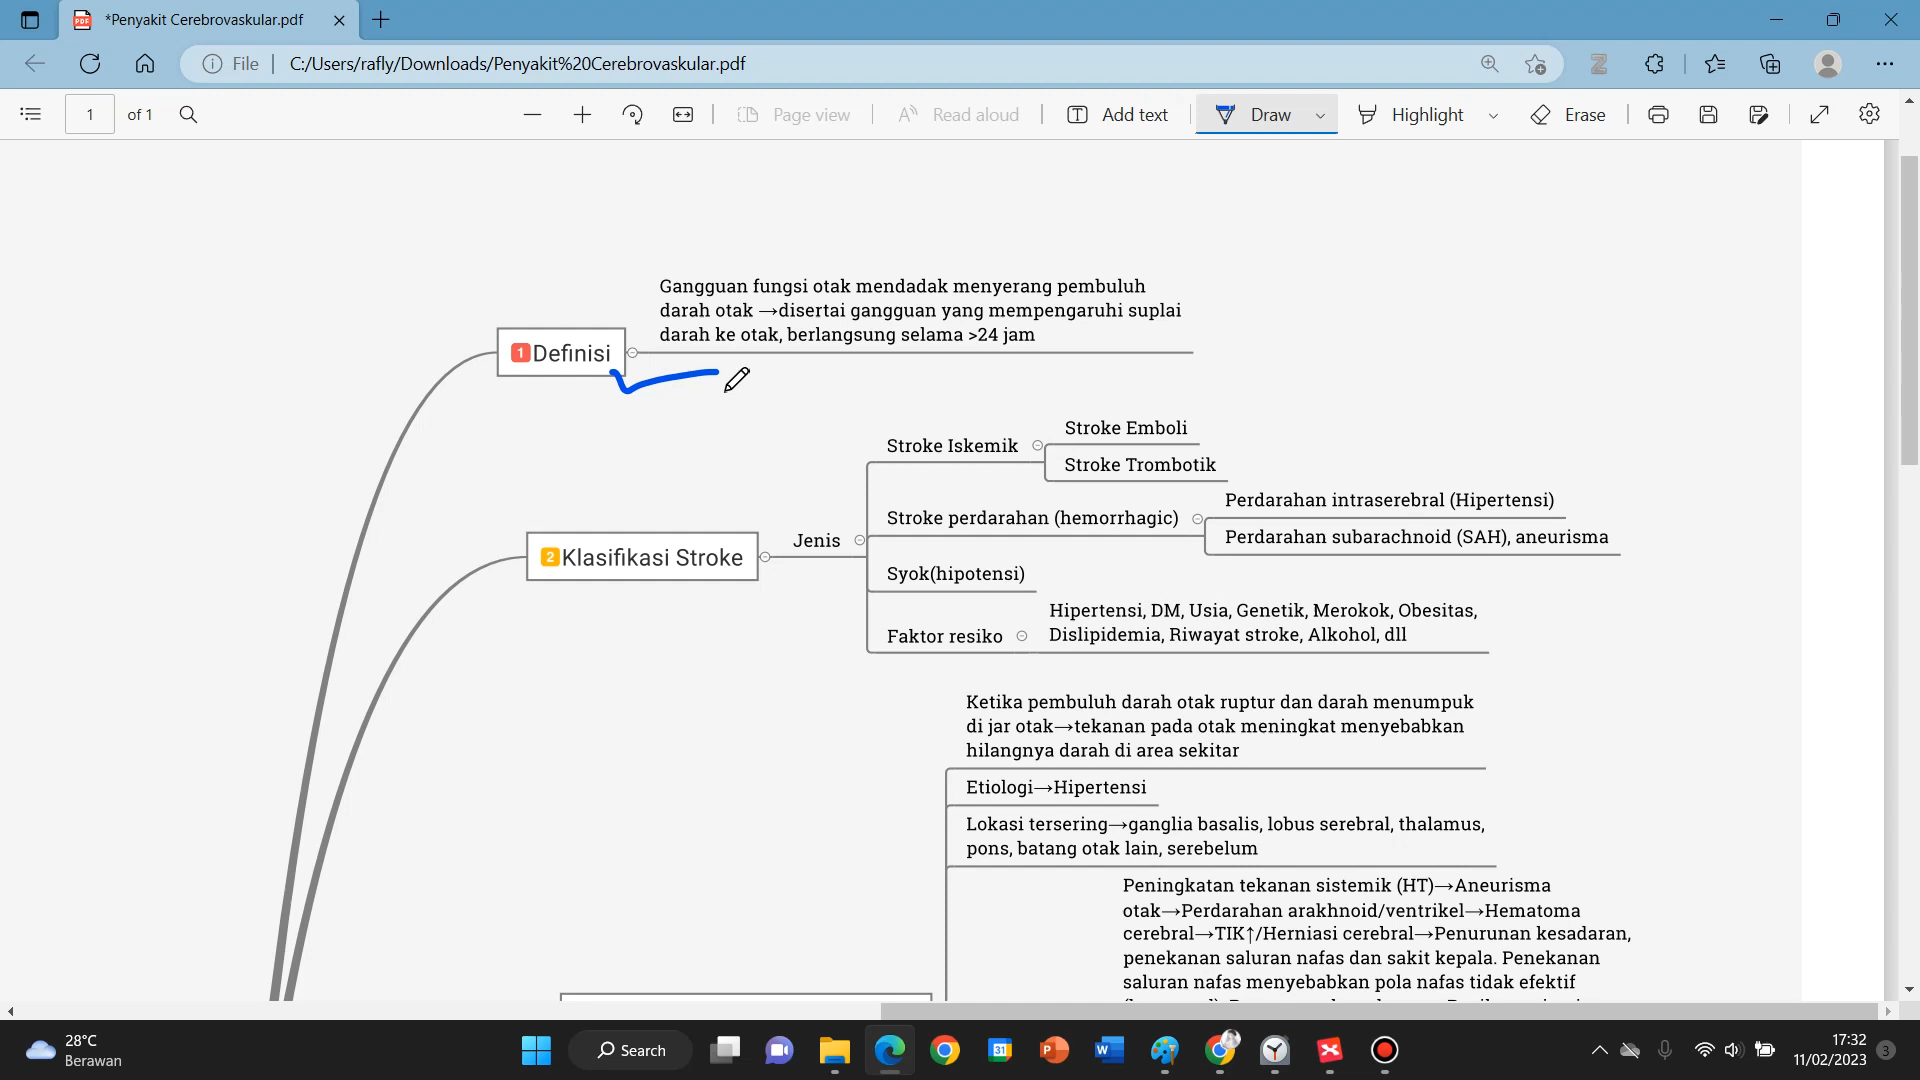 *Penyakit Cerebrovaskular.pdf
File
C:/Users/rafly/Downloads/Penyakit%20Cerebrovaskular.pdf
1 of 1
Page view
Read aloud
Add text
Draw
Highlight
Erase
Gangguan fungsi otak mendadak menyerang pembuluh
darah otak →disertai gangguan yang mempengaruhi suplai
darah ke otak, berlangsung selama >24 jam
1 Definisi
Stroke Emboli
Stroke Iskemik
Stroke Trombotik
Perdarahan intraserebral (Hipertensi)
Stroke perdarahan (hemorrhagic)
Perdarahan subarachnoid (SAH), aneurisma
Jenis
2 Klasifikasi Stroke
Syok(hipotensi)
Hipertensi, DM, Usia, Genetik, Merokok, Obesitas,
Faktor resiko
Dislipidemia, Riwayat stroke, Alkohol, dll
Ketika pembuluh darah otak ruptur dan darah menumpuk
di jar otak→tekanan pada otak meningkat menyebabkan
hilangnya darah di area sekitar
Etiologi→Hipertensi
Lokasi tersering→ganglia basalis, lobus serebral, thalamus,
pons, batang otak lain, serebelum
Peningkatan tekanan sistemik (HT)→Aneurisma
otak→Perdarahan arakhnoid/ventrikel→Hematoma
cerebral→TIK↑/Herniasi cerebral→Penurunan kesadaran,
penekanan saluran nafas dan sakit kepala. Penekanan
saluran nafas menyebabkan pola nafas tidak efektif
28°C
Berawan
Search
31
17:32
11/02/2023
3